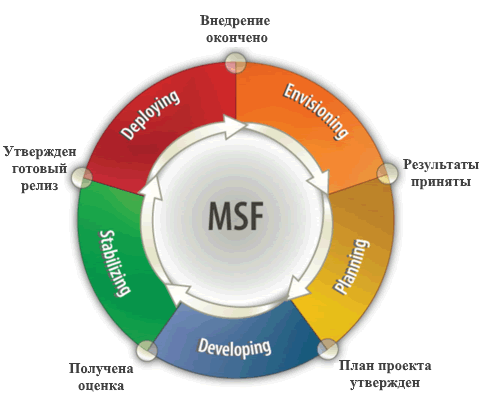 Внедрение
окончено
Deploying
Envisioning
Утвержден
готовый
релиз
Результаты
приняты
MSF
Stabilizing
Planning
Developing
Получена
оценка
План проекта
утвержден